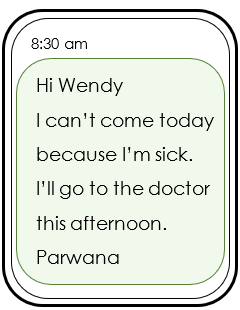 8:30 am
Hi Wendy
I can't come today
because I'm sick.
I'll go to the doctor
this afternoon.
Parwana